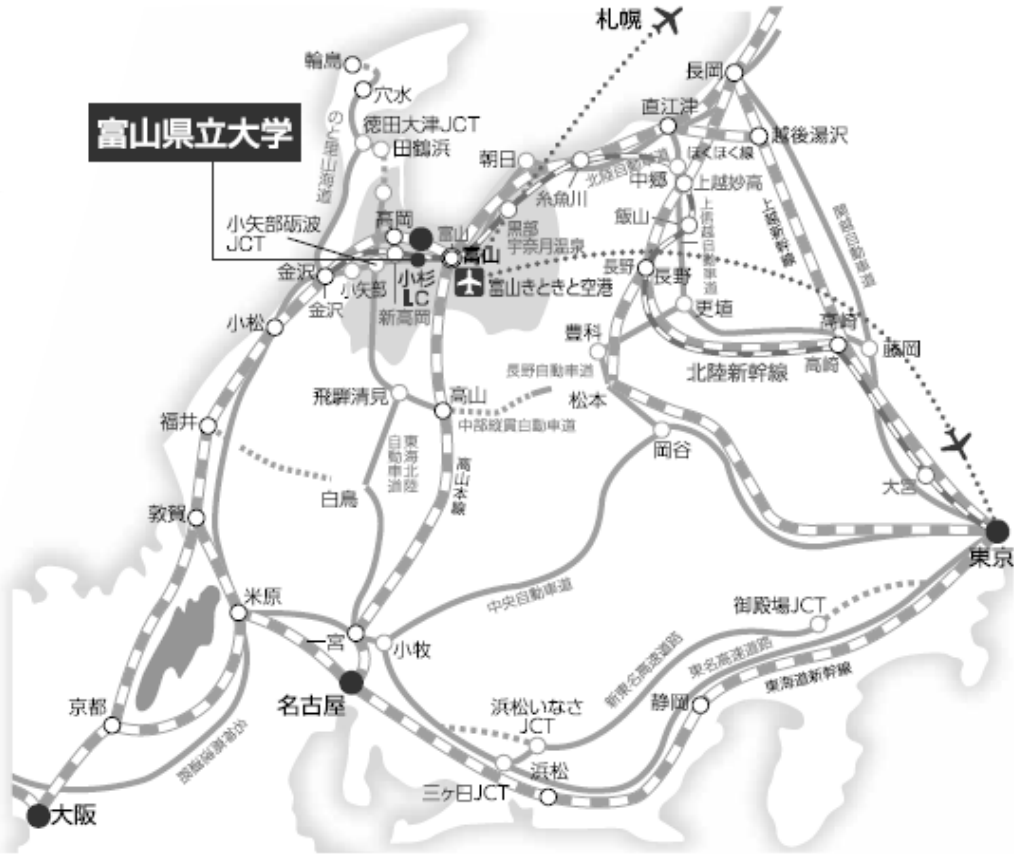 札幌
長岡
輪島
穴水
直江津
越後湯沢
富山県立大学
徳田大津JCT
田鶴浜
のと里山海道
朝日
北陸自動車道
ほくほく線
糸魚川
中郷
上越妙高
小矢部砺波
JCT
高岡
富山
黒部
宇奈月温泉
飯山
上信越自動車道
上越新幹線
関越自動車道
富山
金沢
小矢部
小杉
IC
富山きときと空港
長野
長野
金沢
新高岡
更埴
小松
豊科
高崎
藤岡
高崎
長野自動車道
北陸新幹線
飛騨清見
高山
松本
中部縦貫自動車道
福井
岡谷
東海北陸
自動車道
高山本線
白鳥
大宮
敦賀
東京
中央自動車道
米原
御殿場JCT
一宮
小牧
新東名高速道路
東名高速道路
東海道新幹線
名古屋
静岡
京都
浜松いなさ
JCT
名神高速道路
浜松
三ヶ日JCT
大阪